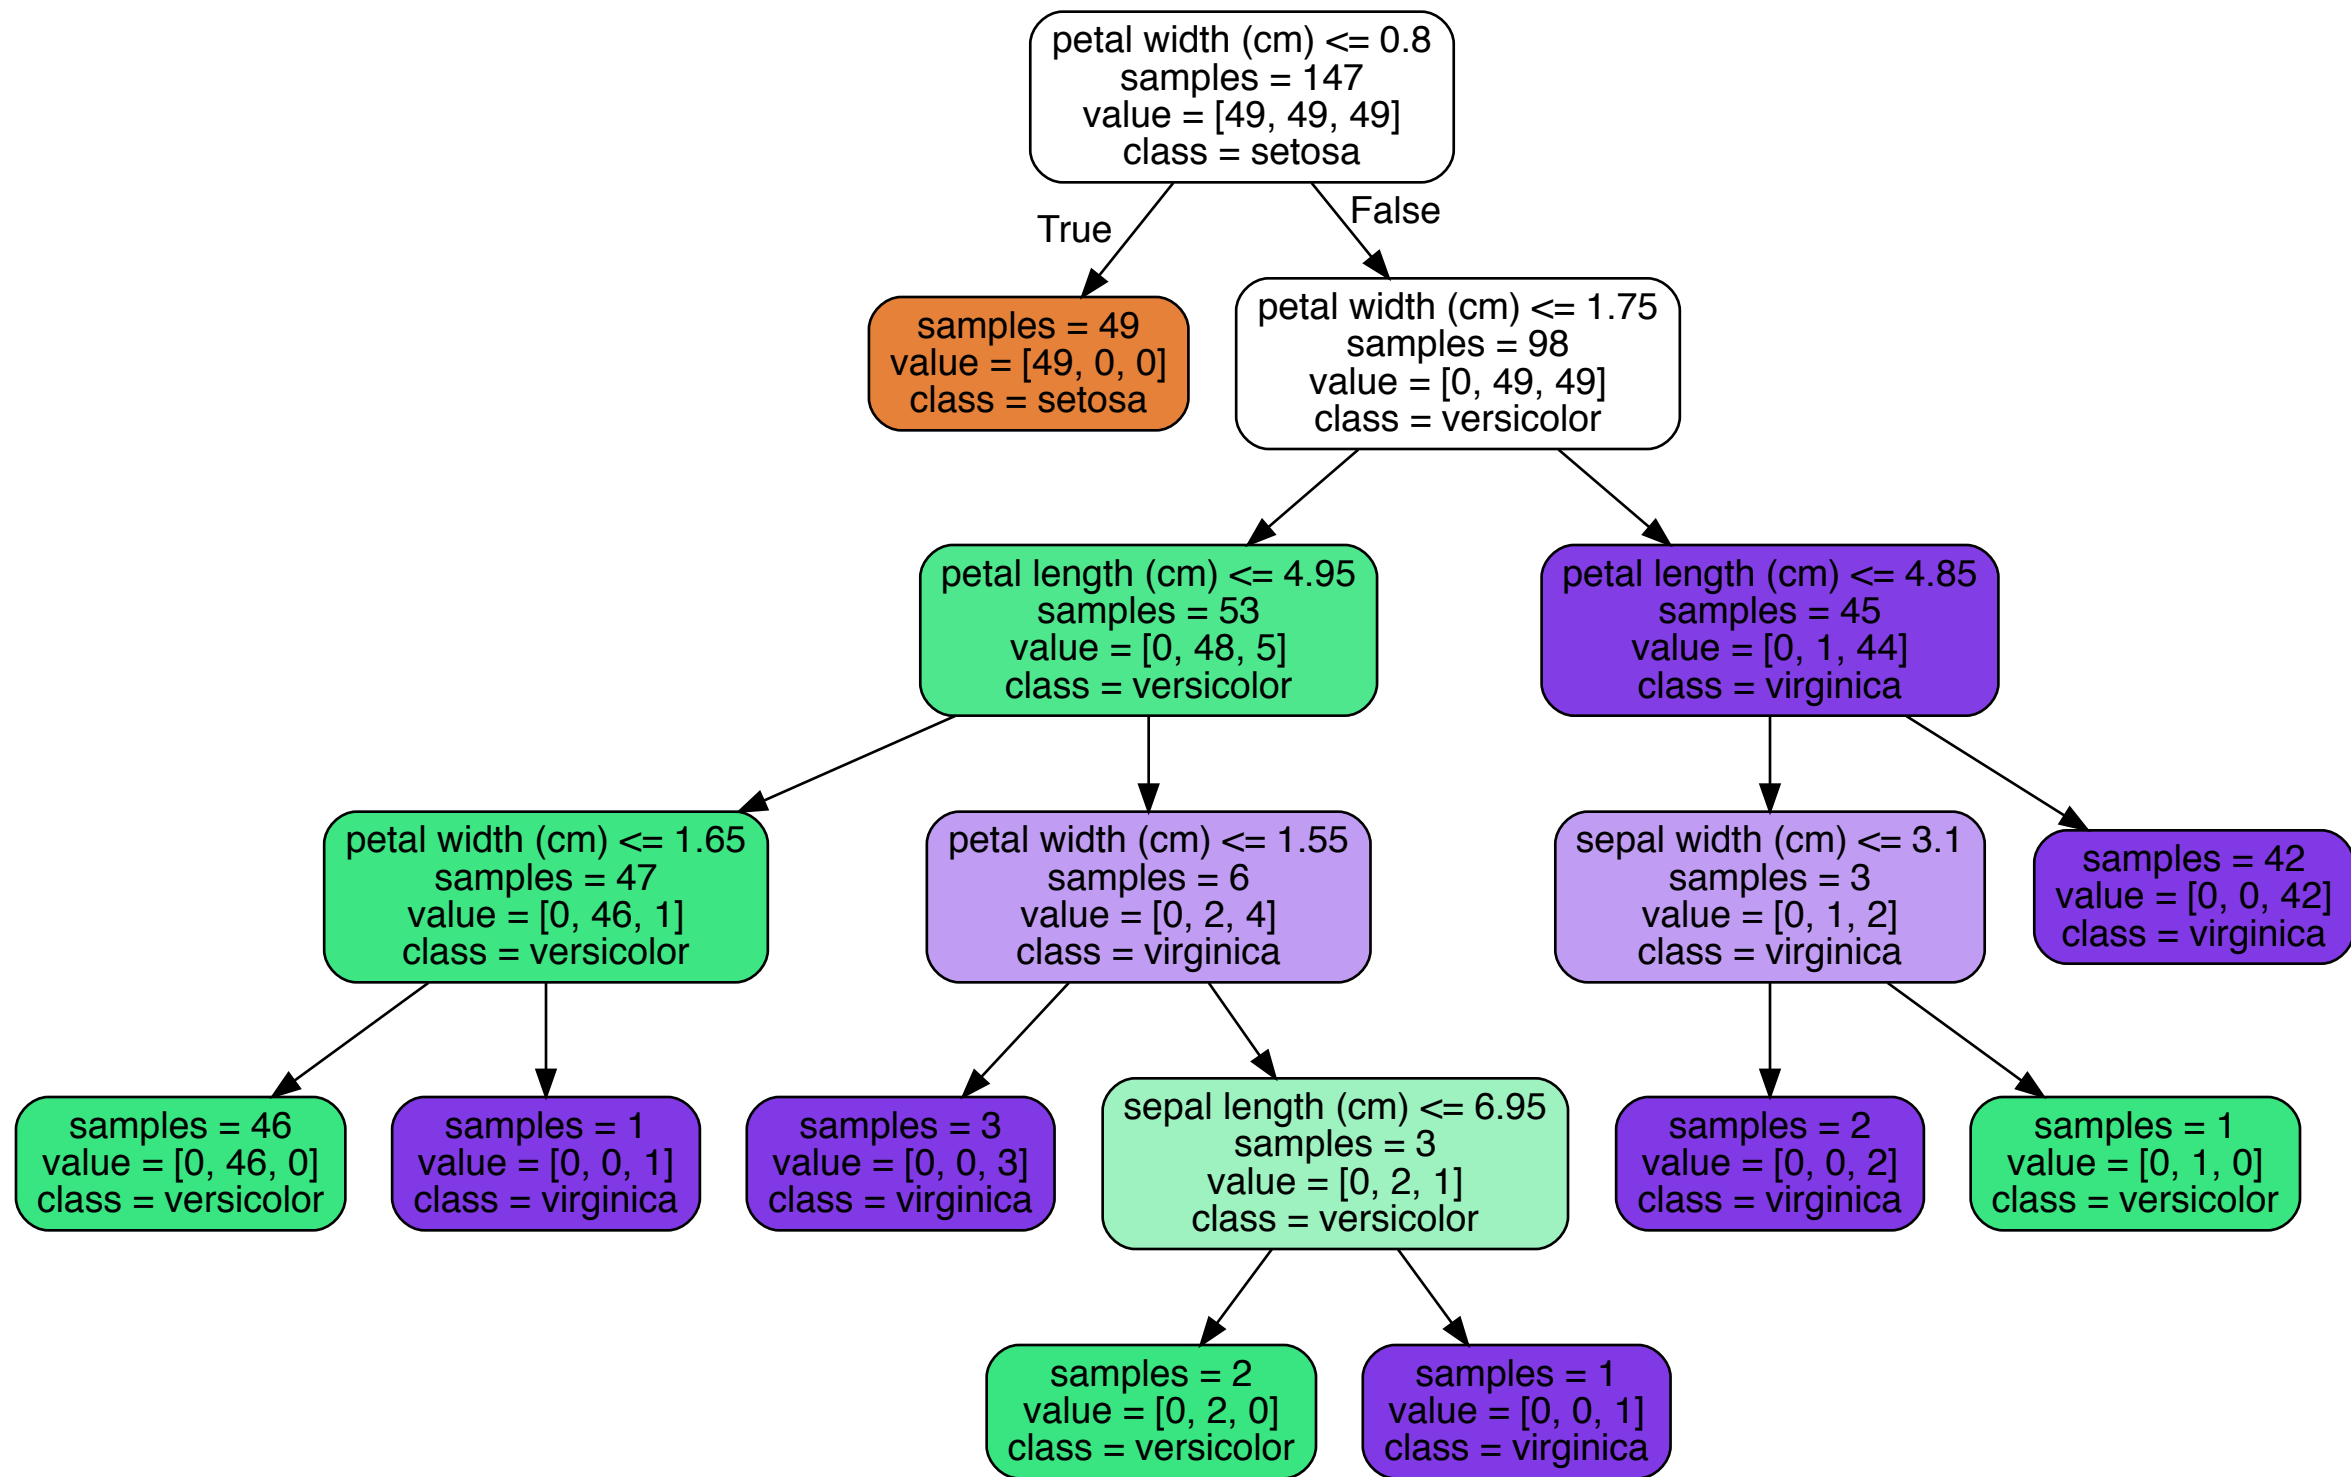 petal width (cm) <= 0.8
samples = 147
value = [49, 49, 49]
class = setosa
True
False
samples = 49
value = [49, 0, 0]
class = setosa
petal width (cm) <= 1.75
samples = 98
value = [0, 49, 49]
class = versicolor
petal length (cm) <= 4.95
samples = 53
value = [0, 48, 5]
class = versicolor
petal length (cm) <= 4.85
samples = 45
value = [0, 1, 44]
class = virginica
petal width (cm) <= 1.65
samples = 47
value = [0, 46, 1]
class = versicolor
petal width (cm) <= 1.55
samples = 6
value = [0, 2, 4]
class = virginica
sepal width (cm) <= 3.1
samples = 3
value = [0, 1, 2]
class = virginica
samples = 42
value = [0, 0, 42]
class = virginica
samples = 46
value = [0, 46, 0]
class = versicolor
samples = 1
value = [0, 0, 1]
class = virginica
samples = 3
value = [0, 0, 3]
class = virginica
sepal length (cm) <= 6.95
samples = 3
value = [0, 2, 1]
class = versicolor
samples = 2
value = [0, 0, 2]
class = virginica
samples = 1
value = [0, 1, 0]
class = versicolor
samples = 2
value = [0, 2, 0]
class = versicolor
samples = 1
value = [0, 0, 1]
class = virginica